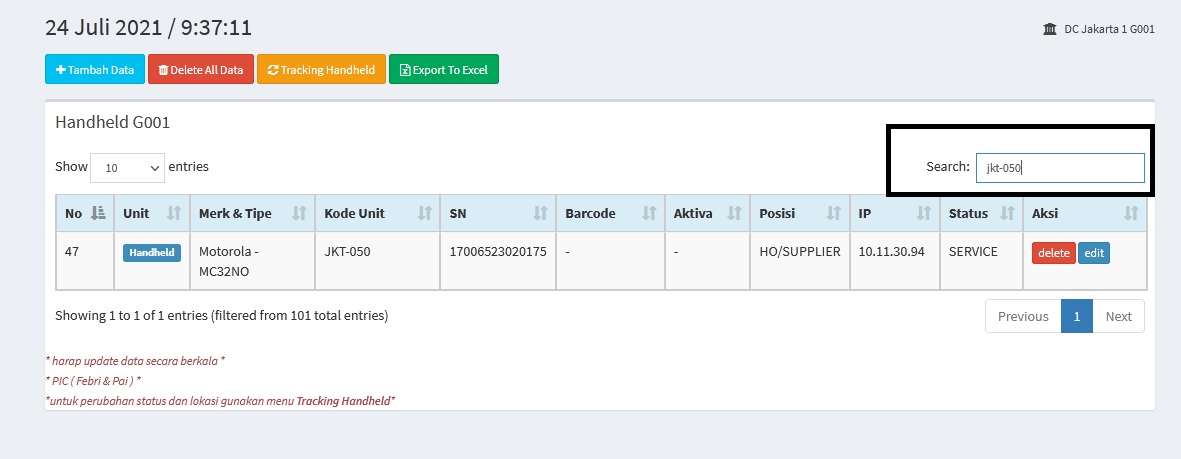 24 Juli 2021 / 9:37:11
DC Jakarta 1 G001
Tambah Data Delete All Data Tracking Handheld Export To Excel
Handheld G001
Show 10 entries Search: jkt-050
No Unit Merk & Tipe Kode Unit SN Barcode Aktiva Posisi IP Status Aksi
47 Handheld Motorola - JKT-050 17006523020175 - - HO/SUPPLIER 10.11.30.94 SERVICE delete edit
MC32NO
Showing 1 to 1 of 1 entries (filtered from 101 total entries) Previous 1 Next
* harap update data secara berkala *
* PIC ( Febri & Pai ) *
*untuk perubahan status dan lokasi gunakan menu Tracking Handheld*